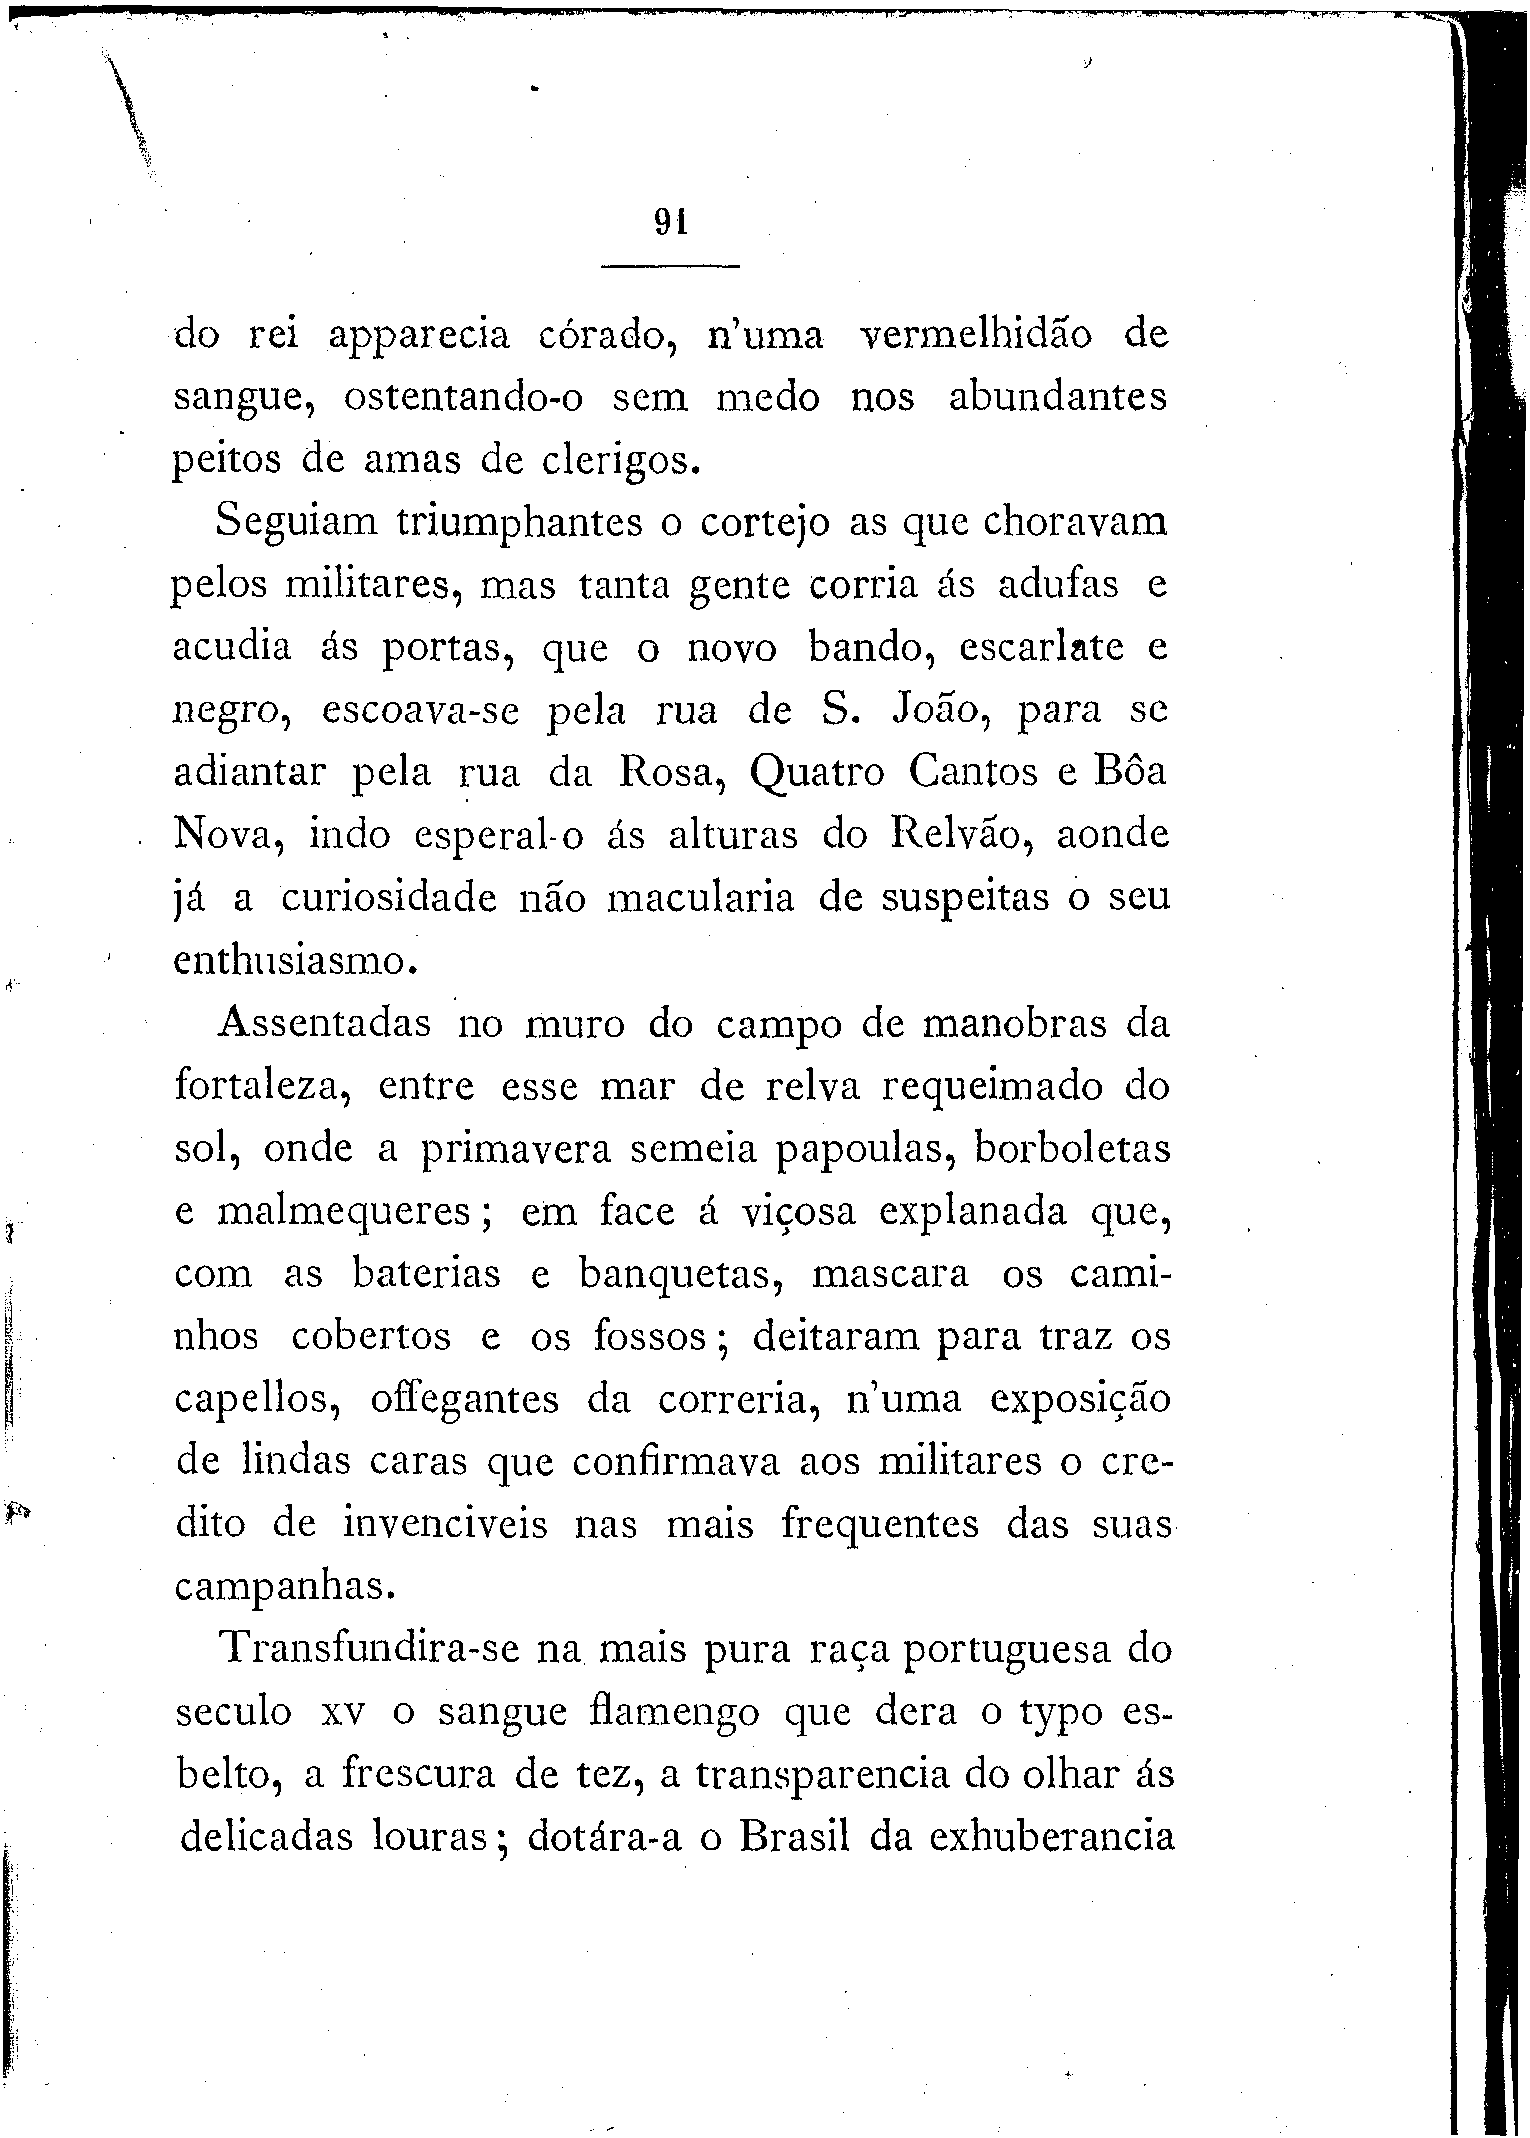 91
do rei apparecia córado, n'uma vermelhidão de
sangue, ostentando-o sem medo nos abundantes
peitos de amas de clerigos.
Seguiam triumphantes o cortejo as que choravam
pelos militares, mas tanta gente corria ás adufas e
acudia ás portas, que o novo bando, escarlate e
negro, escoava-se pela rua de S. João, para se
adiantar pela rua da Rosa, Quatro Cantos e Bôa
Nova, indo esperal-o ás alturas do Relvão, aonde
já a curiosidade não macularia de suspeitas o seu
enthusiasmo.
Assentadas no muro do campo de manobras da
fortaleza, entre esse mar de relva requeimado do
sol, onde a primavera semeia papoulas, borboletas
e malmequeres; em face á viçosa explanada que,
com as baterias e banquetas, mascara os cami-
nhos cobertos e os fossos; deitaram para traz os
capellos, offegantes da correria, n'uma exposição
de lindas caras que confirmava aos militares o cre-
dito de invenciveis nas mais frequentes das suas
campanhas.
Transfundira-se na mais pura raça portuguesa do
seculo xv o sangue flamengo que dera o typo es-
belto, a frescura de tez, a transparencia do olhar ás
delicadas louras; dotára-a o Brasil da exhuberancia